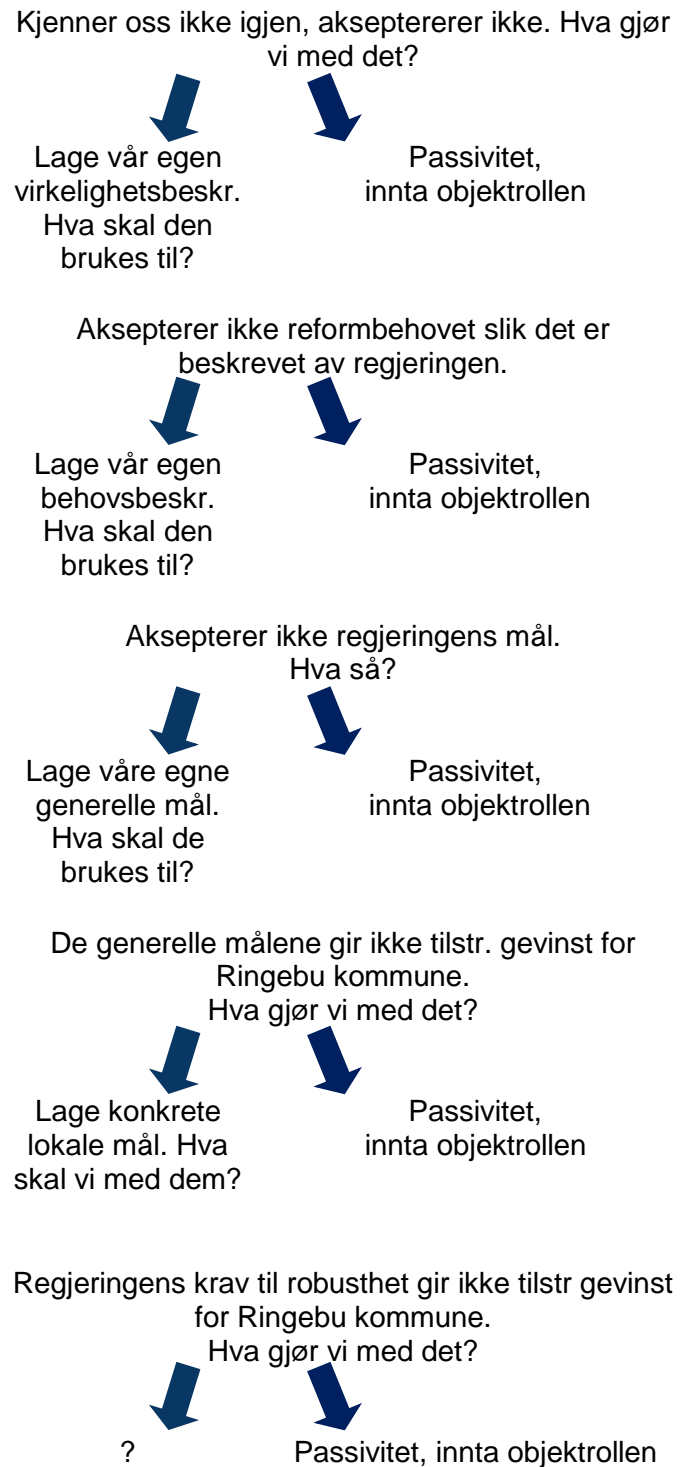 Kjenner oss ikke igjen, aksepterer​er ikke. Hva gjør
vi med det?
Lage vår egen
virkelighetsbeskr.
Hva skal den
brukes til?
Passivitet,
innta objektrollen
Aksepterer ikke reformbehovet slik det er
beskrevet av regjeringen.
Lage vår egen
behovsbeskr.
Hva skal den
brukes til?
Passivitet,
innta objektrollen
Aksepterer ikke regjeringens mål.
Hva så?
Lage våre egne
generelle mål.
Hva skal de
brukes til?
Passivitet,
innta objektrollen
De generelle målene gir ikke tilstr. gevinst for
Ringebu kommune.
Hva gjør vi med det?
Lage konkrete
lokale mål. Hva
skal vi med dem?
Passivitet,
innta objektrollen
Regjeringens krav til robusthet gir ikke tilstr gevinst
for Ringebu kommune.
Hva gjør vi med det?
?
Passivitet, innta objektrollen